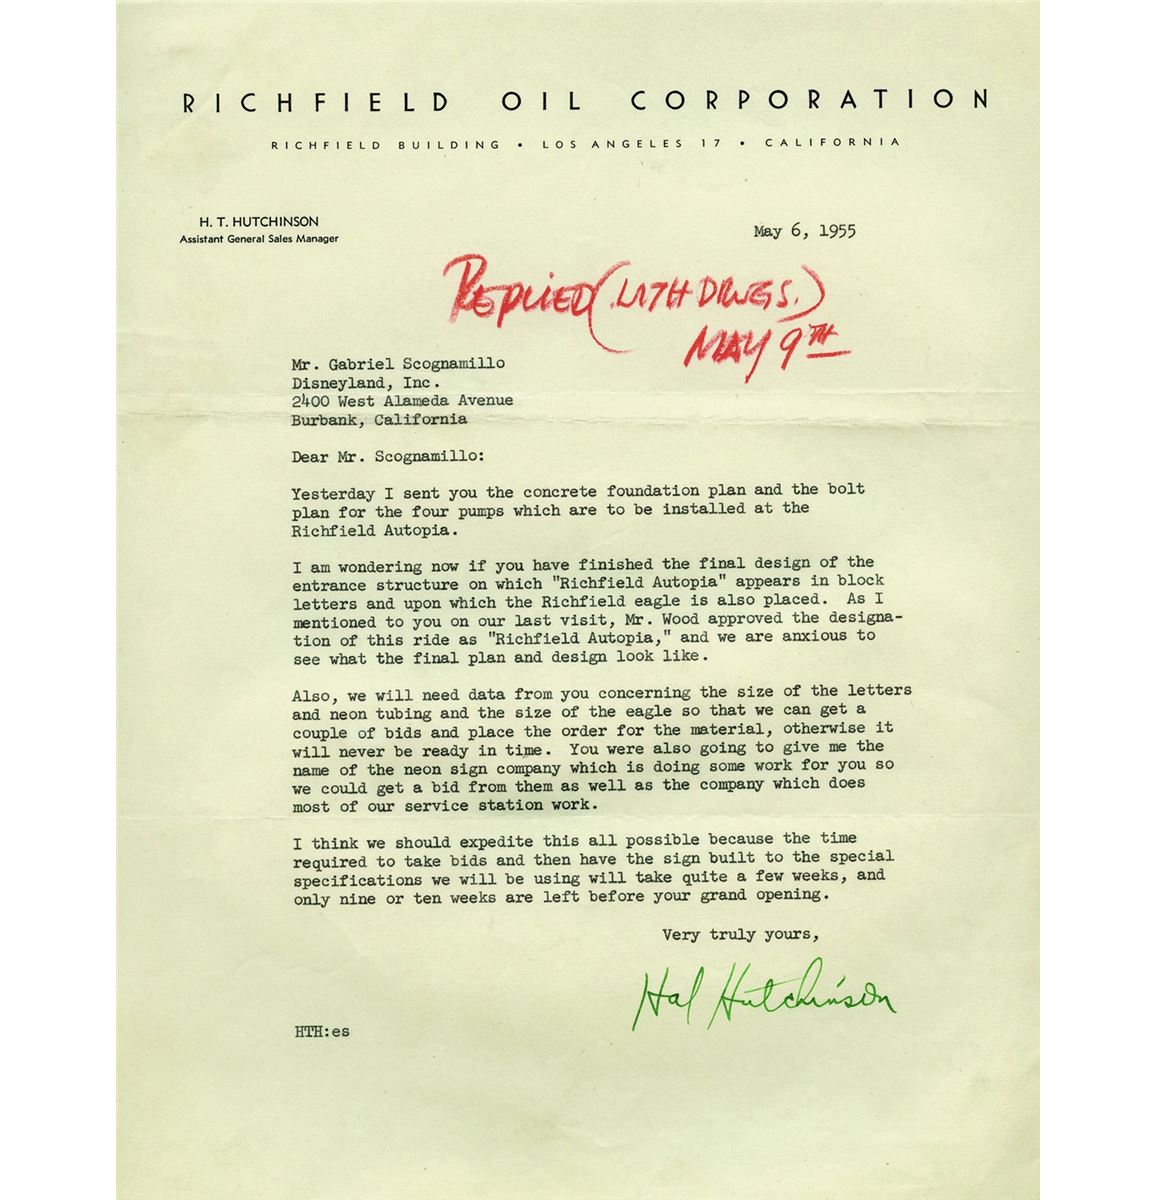 RICHFIELD OIL CORPORATION
RICHFIELD BUILDING • LOS ANGELES 17 • CALIFORNIA
H. T. HUTCHINSON
Assistant General Sales Manager
May 6, 1955
REPLIED (WITH DRWGS.)
MAY 9TH
Mr. Gabriel Scognamillo
Disneyland, Inc.
2400 West Alameda Avenue
Burbank, California
Dear Mr. Scognamillo:
Yesterday I sent you the concrete foundation plan and the bolt
plan for the four pumps which are to be installed at the
Richfield Autopia.
I am wondering now if you have finished the final design of the
entrance structure on which "Richfield Autopia" appears in block
letters and upon which the Richfield eagle is also placed. As I
mentioned to you on our last visit, Mr. Wood approved the designa-
tion of this ride as "Richfield Autopia," and we are anxious to
see what the final plan and design look like.
Also, we will need data from you concerning the size of the letters
and neon tubing and the size of the eagle so that we can get a
couple of bids and place the order for the material, otherwise it
will never be ready in time. You were also going to give me the
name of the neon sign company which is doing some work for you so
we could get a bid from them as well as the company which does
most of our service station work.
I think we should expedite this all possible because the time
required to take bids and then have the sign built to the special
specifications we will be using will take quite a few weeks, and
only nine or ten weeks are left before your grand opening.
Very truly yours,
Hal Hutchinson
HTH:es